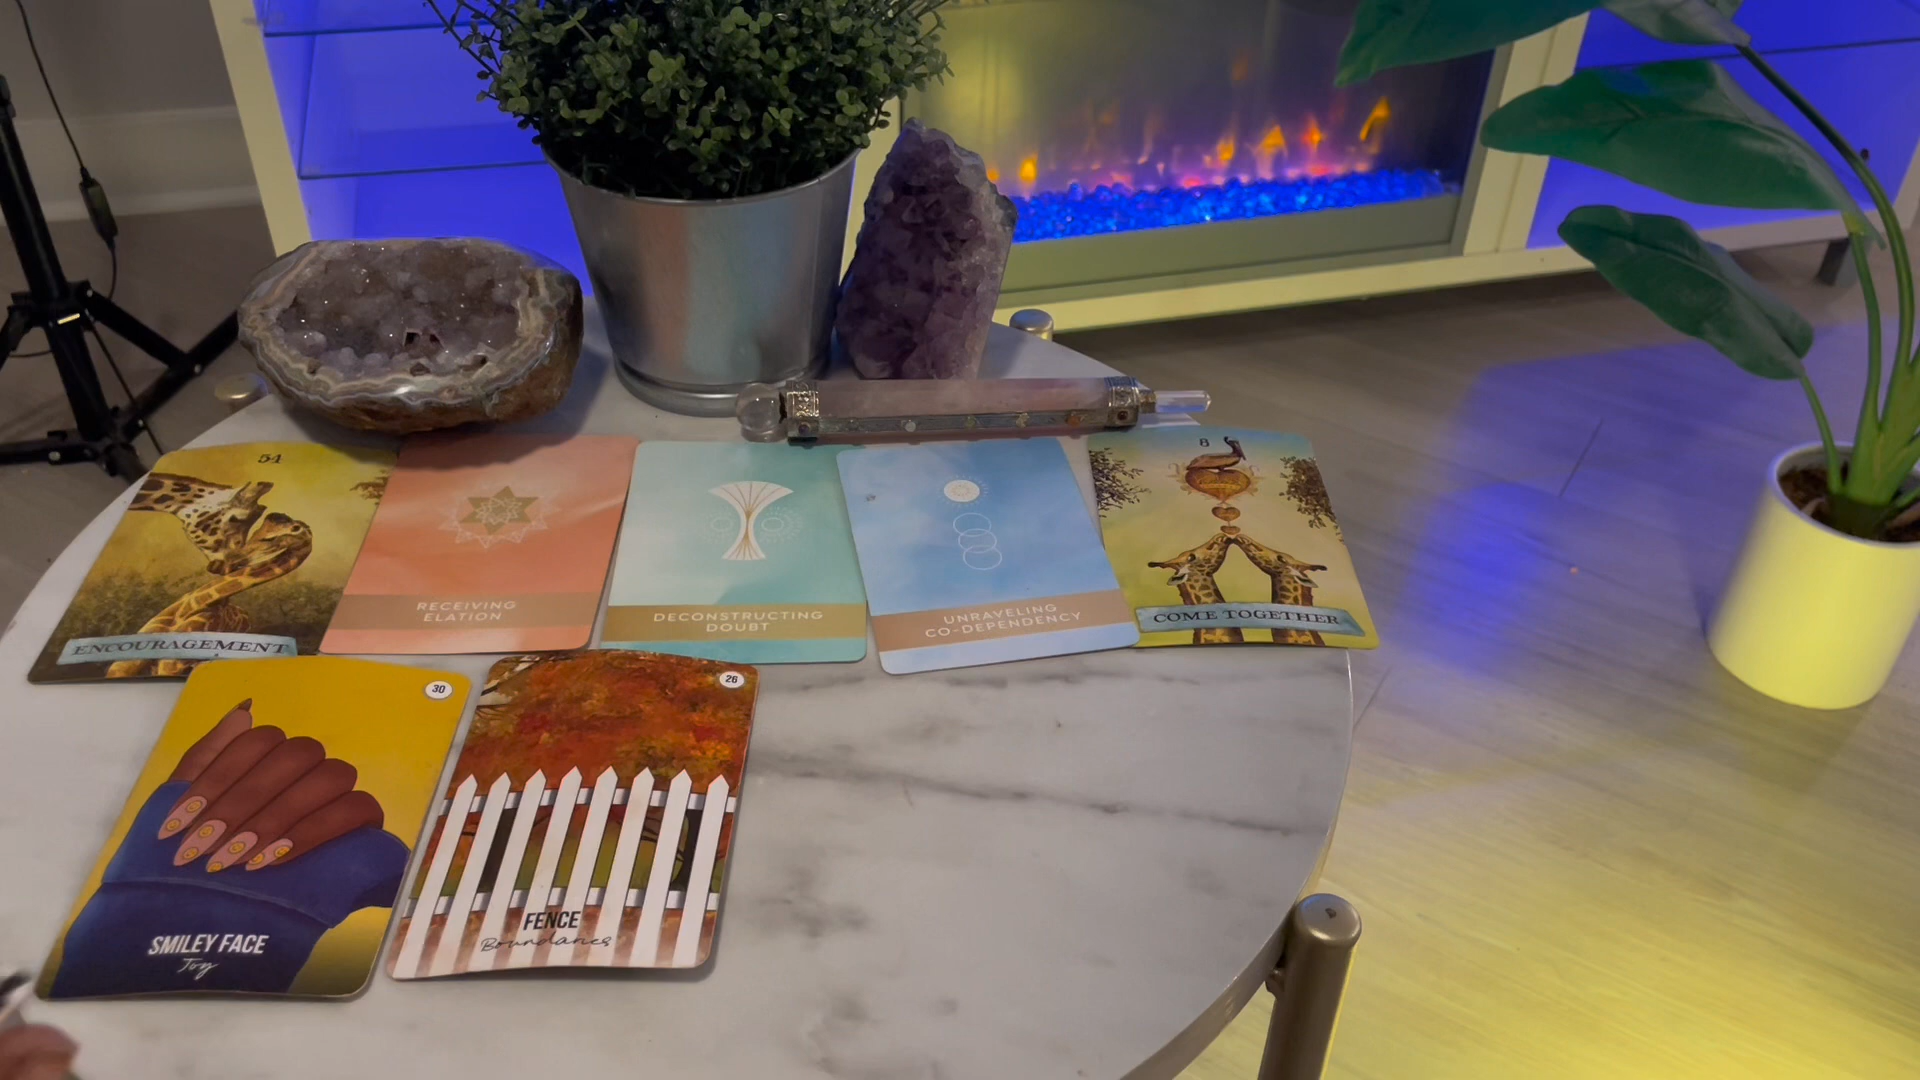 54
ENCOURAGEMENT
RECEIVING
ELATION
DECONSTRUCTING
DOUBT
UNRAVELING
CO-DEPENDENCY
8
COME TOGETHER
30
SMILEY FACE
Joy
26
FENCE
Boundaries